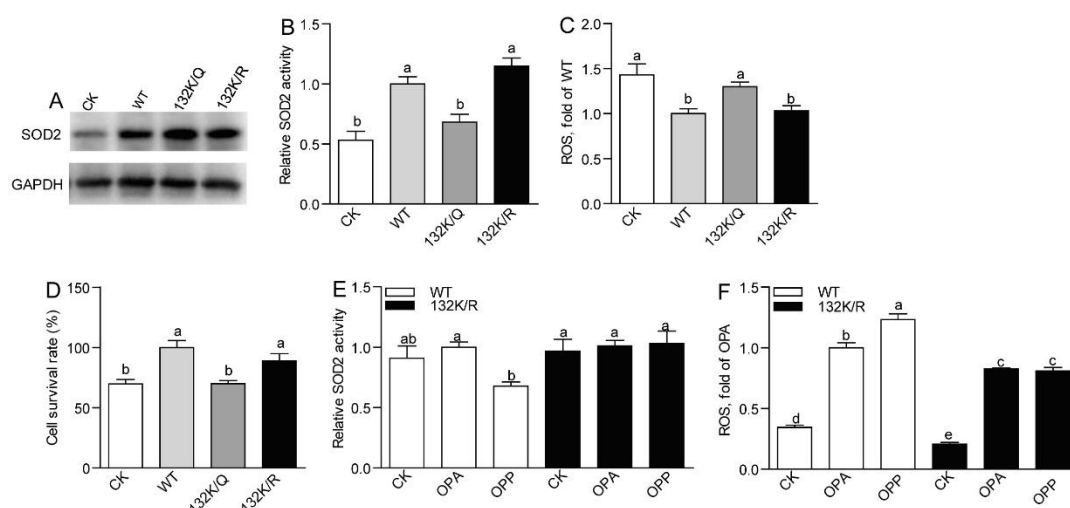 A
CK WT 132K/Q 132K/R
SOD2
GAPDH
B
Relative SOD2 activity
1.5
1.0
0.5
0.0
b a b a
CK WT 132K/Q 132K/R
C
ROS, fold of WT
2.0
1.5
1.0
0.5
0.0
a b a b
CK WT 132K/Q 132K/R
D
Cell survival rate (%)
150
100
50
0
b a b a
CK WT 132K/Q 132K/R
E
WT
132K/R
Relative SOD2 activity
1.5
1.0
0.5
0.0
ab a b a a a
CK OPA OPP CK OPA OPP
F
WT
132K/R
ROS, fold of OPA
1.5
1.0
0.5
0.0
d b a e c c
CK OPA OPP CK OPA OPP